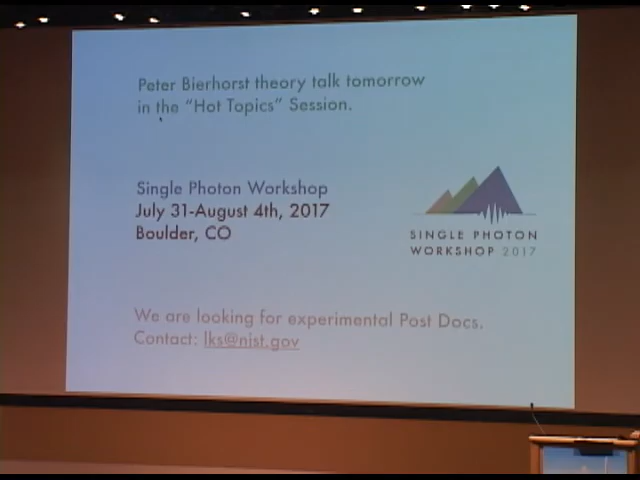 Peter Bierhorst theory talk tomorrow
in the “Hot Topics” Session.
Single Photon Workshop
July 31-August 4th, 2017
Boulder, CO
SINGLE PHOTON
WORKSHOP 2017
We are looking for experimental Post Docs.
Contact: lks@nist.gov